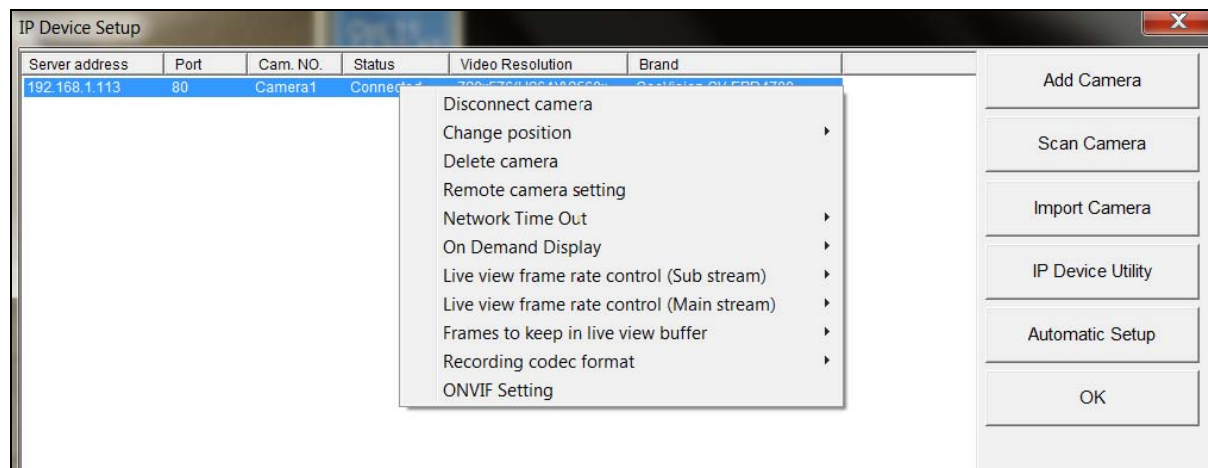 IP Device Setup
Server address Port Cam. NO. Status Video Resolution Brand
192.168.1.113 80 Camera1
Disconnect camera
Change position
Delete camera
Remote camera setting
Network Time Out
On Demand Display
Live view frame rate control (Sub stream)
Live view frame rate control (Main stream)
Frames to keep in live view buffer
Recording codec format
ONVIF Setting
Add Camera
Scan Camera
Import Camera
IP Device Utility
Automatic Setup
OK